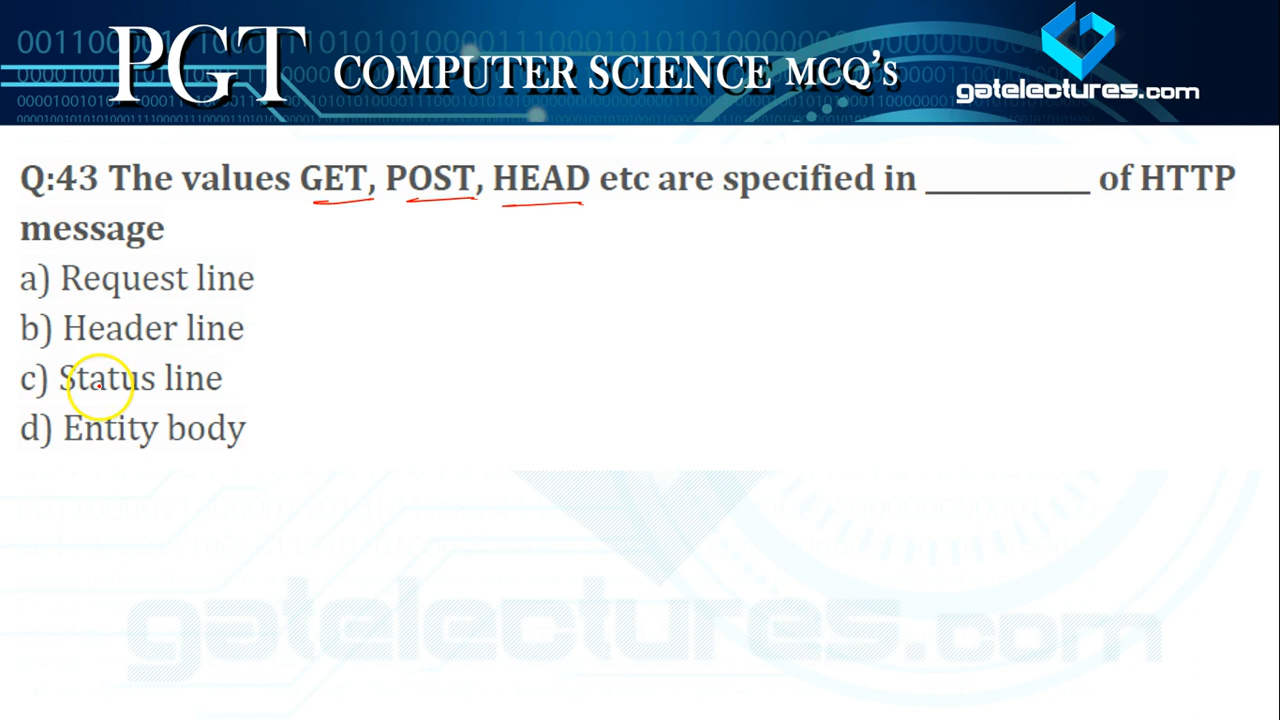 PGT COMPUTER SCIENCE MCQ's
gatelectures.com
Q:43 The values GET, POST, HEAD etc are specified in ___________ of HTTP
message
a) Request line
b) Header line
c) Status line
d) Entity body
gatelectures.com